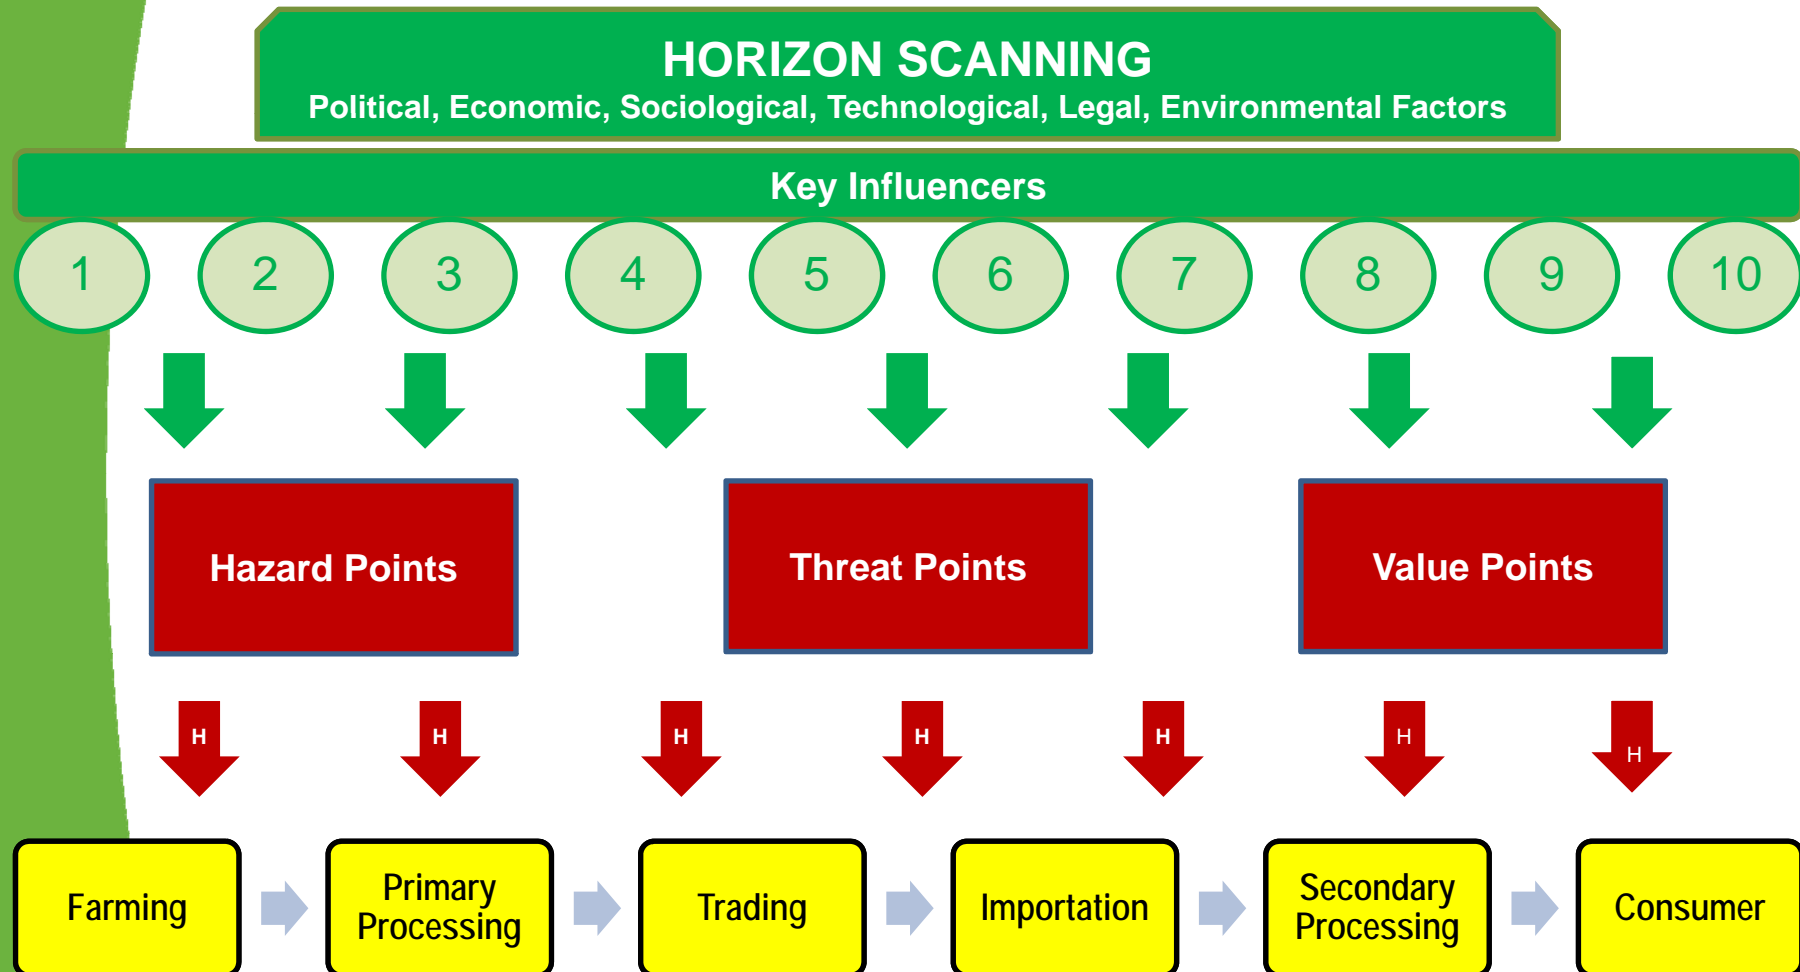 HORIZON SCANNING
Political, Economic, Sociological, Technological, Legal, Environmental Factors
Key Influencers
1 2 3 4 5 6 7 8 9 10
Hazard Points Threat Points Value Points
H H H H H H H
Farming Primary Processing Trading Importation Secondary Processing Consumer